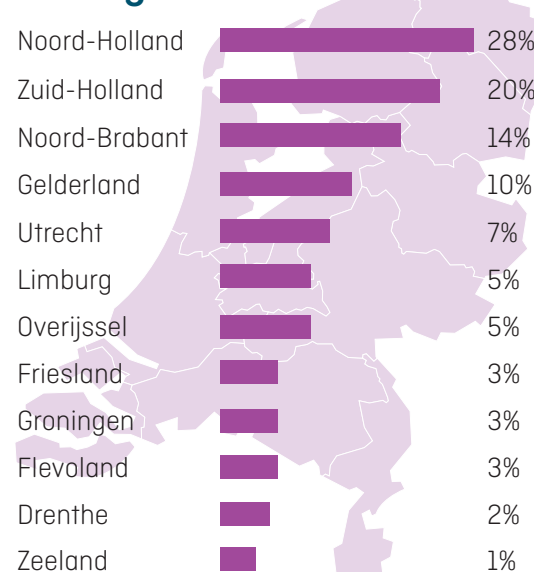 Noord-Holland 28%
Zuid-Holland 20%
Noord-Brabant 14%
Gelderland 10%
Utrecht 7%
Limburg 5%
Overijssel 5%
Friesland 3%
Groningen 3%
Flevoland 3%
Drenthe 2%
Zeeland 1%